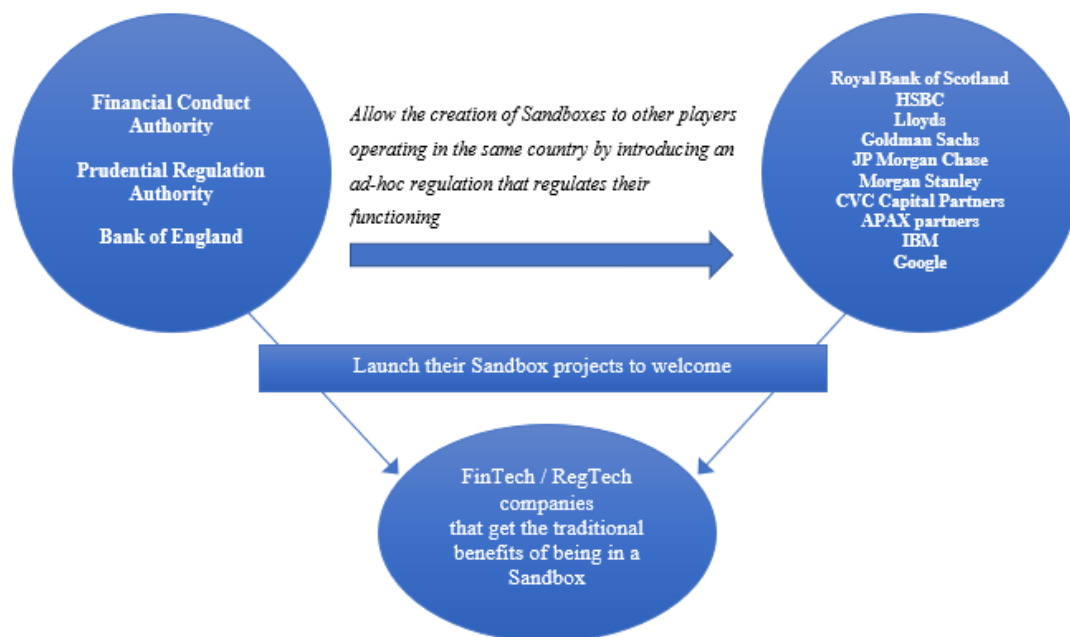 Financial Conduct
Authority
Prudential Regulation
Authority
Bank of England
Allow the creation of Sandboxes to other players
operating in the same country by introducing an
ad-hoc regulation that regulates their
functioning
Royal Bank of Scotland
HSBC
Lloyds
Goldman Sachs
JP Morgan Chase
Morgan Stanley
CVC Capital Partners
APAX partners
IBM
Google
Launch their Sandbox projects to welcome
FinTech / RegTech
companies
that get the traditional
benefits of being in a
Sandbox